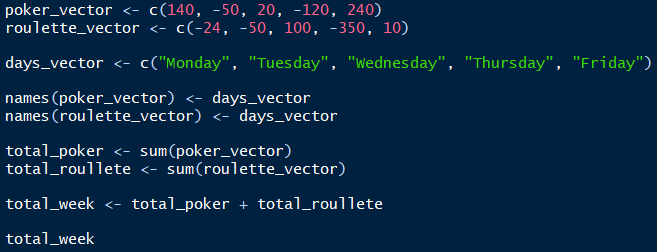 poker_vector <- c(140, -50, 20, -120, 240)
roulette_vector <- c(-24, -50, 100, -350, 10)
days_vector <- c("Monday", "Tuesday", "Wednesday", "Thursday", "Friday")
names(poker_vector) <- days_vector
names(roulette_vector) <- days_vector
total_poker <- sum(poker_vector)
total_roullete <- sum(roulette_vector)
total_week <- total_poker + total_roullete
total_week